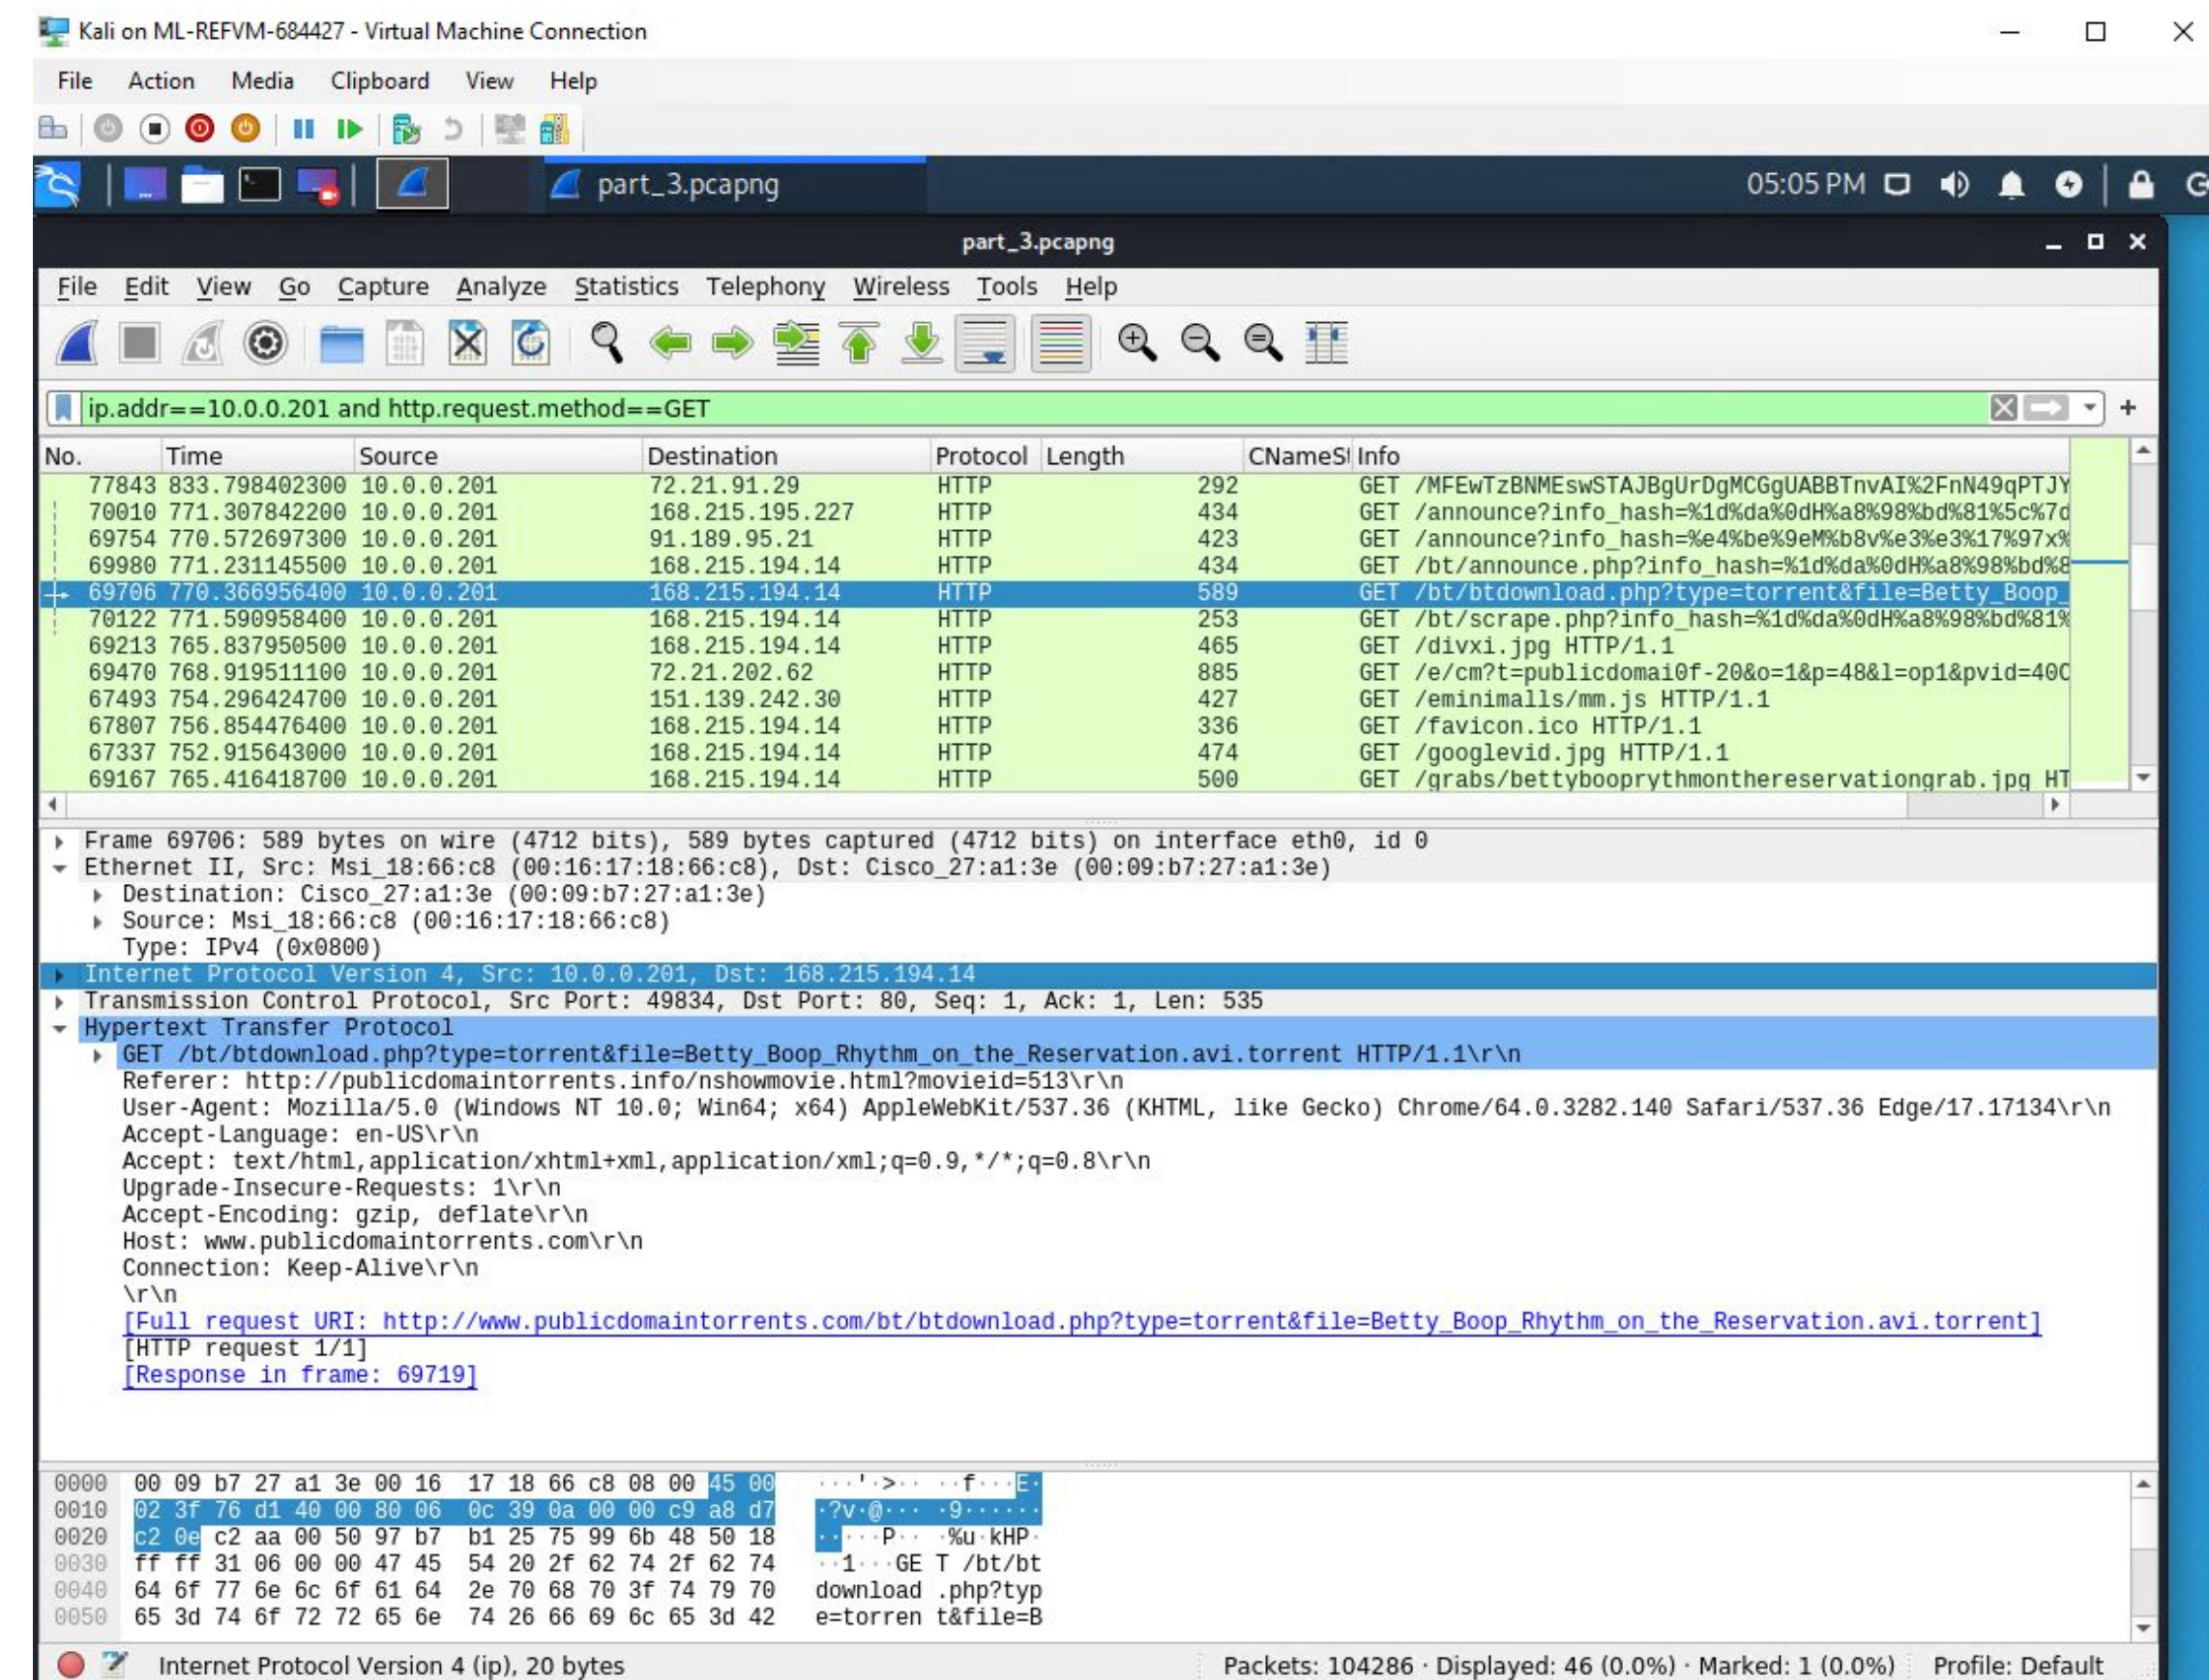 Kali on ML-REFVM-684427 - Virtual Machine Connection
File Action Media Clipboard View Help
part_3.pcapng 05:05 PM
part_3.pcapng
File Edit View Go Capture Analyze Statistics Telephony Wireless Tools Help
ip.addr==10.0.0.201 and http.request.method==GET
No. Time Source Destination Protocol Length CNameSt Info
77843 833.798402300 10.0.0.201 72.21.91.29 HTTP 292 GET /MFEwTzBNMEswSTAJBgUrDgMCGgUABBTnvAI%2FnN49qPTJY
70010 771.307842200 10.0.0.201 168.215.195.227 HTTP 434 GET /announce?info_hash=%1d%da%0dH%a8%98%bd%81%5c%7d
69754 770.572697300 10.0.0.201 91.189.95.21 HTTP 423 GET /announce?info_hash=%e4%be%9eM%b8v%e3%e3%17%97x%
69980 771.231145500 10.0.0.201 168.215.194.14 HTTP 434 GET /bt/announce.php?info_hash=%1d%da%0dH%a8%98%bd%8
69706 770.366956400 10.0.0.201 168.215.194.14 HTTP 589 GET /bt/btdownload.php?type=torrent&file=Betty_Boop_
70122 771.590958400 10.0.0.201 168.215.194.14 HTTP 253 GET /bt/scrape.php?info_hash=%1d%da%0dH%a8%98%bd%81%
69213 765.837950500 10.0.0.201 168.215.194.14 HTTP 465 GET /divxi.jpg HTTP/1.1
69470 768.919511100 10.0.0.201 72.21.202.62 HTTP 885 GET /e/cm?t=publicdomai0f-20&o=1&p=48&l=op1&pvid=40C
67493 754.296424700 10.0.0.201 151.139.242.30 HTTP 427 GET /eminimalls/mm.js HTTP/1.1
67807 756.854476400 10.0.0.201 168.215.194.14 HTTP 336 GET /favicon.ico HTTP/1.1
67337 752.915643000 10.0.0.201 168.215.194.14 HTTP 474 GET /googlevid.jpg HTTP/1.1
69167 765.416418700 10.0.0.201 168.215.194.14 HTTP 500 GET /grabs/bettybooprythmonthereservationgrab.jpg HT
Frame 69706: 589 bytes on wire (4712 bits), 589 bytes captured (4712 bits) on interface eth0, id 0
Ethernet II, Src: Msi_18:66:c8 (00:16:17:18:66:c8), Dst: Cisco_27:a1:3e (00:09:b7:27:a1:3e)
Destination: Cisco_27:a1:3e (00:09:b7:27:a1:3e)
Source: Msi_18:66:c8 (00:16:17:18:66:c8)
Type: IPv4 (0x0800)
Internet Protocol Version 4, Src: 10.0.0.201, Dst: 168.215.194.14
Transmission Control Protocol, Src Port: 49834, Dst Port: 80, Seq: 1, Ack: 1, Len: 535
Hypertext Transfer Protocol
GET /bt/btdownload.php?type=torrent&file=Betty_Boop_Rhythm_on_the_Reservation.avi.torrent HTTP/1.1\r\n
Referer: http://publicdomaintorrents.info/nshowmovie.html?movieid=513\r\n
User-Agent: Mozilla/5.0 (Windows NT 10.0; Win64; x64) AppleWebKit/537.36 (KHTML, like Gecko) Chrome/64.0.3282.140 Safari/537.36 Edge/17.17134\r\n
Accept-Language: en-US\r\n
Accept: text/html,application/xhtml+xml,application/xml;q=0.9,*/*;q=0.8\r\n
Upgrade-Insecure-Requests: 1\r\n
Accept-Encoding: gzip, deflate\r\n
Host: www.publicdomaintorrents.com\r\n
Connection: Keep-Alive\r\n
\r\n
[Full request URI: http://www.publicdomaintorrents.com/bt/btdownload.php?type=torrent&file=Betty_Boop_Rhythm_on_the_Reservation.avi.torrent]
[HTTP request 1/1]
[Response in frame: 69719]
0000 00 09 b7 27 a1 3e 00 16 17 18 66 c8 08 00 45 00 ···'·>·· ··f···E·
0010 02 3f 76 d1 40 00 80 06 0c 39 0a 00 00 c9 a8 d7 ·?v·@··· ·9······
0020 c2 0e c2 aa 00 50 97 b7 b1 25 75 99 6b 48 50 18 ·····P·· ·%u·kHP·
0030 ff ff 31 06 00 00 47 45 54 20 2f 62 74 2f 62 74 ··1···GE T /bt/bt
0040 64 6f 77 6e 6c 6f 61 64 2e 70 68 70 3f 74 79 70 download .php?typ
0050 65 3d 74 6f 72 72 65 6e 74 26 66 69 6c 65 3d 42 e=torren t&file=B
Internet Protocol Version 4 (ip), 20 bytes Packets: 104286 · Displayed: 46 (0.0%) · Marked: 1 (0.0%) Profile: Default